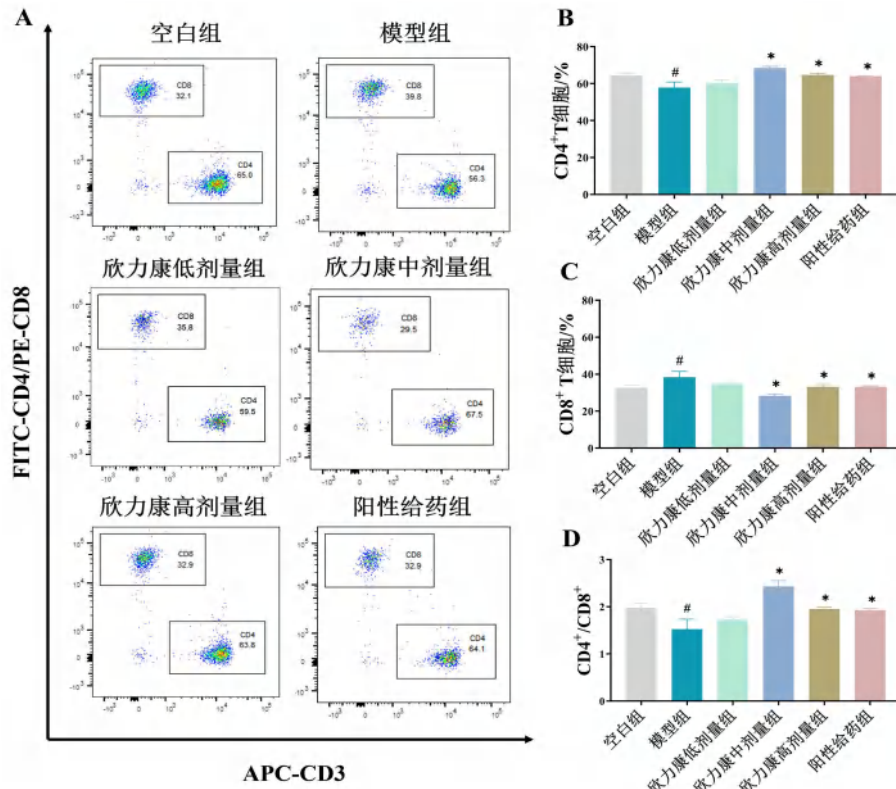 A
空白组
模型组
CD8
32.1
CD4
65.0
CD8
39.8
CD4
56.3
欣力康低剂量组
欣力康中剂量组
CD8
35.8
CD4
59.5
CD8
29.5
CD4
67.5
欣力康高剂量组
阳性给药组
CD8
32.9
CD4
63.8
CD8
32.9
CD4
64.1
FITC-CD4/PE-CD8
APC-CD3
B
CD4⁺T细胞/%
80
60
40
20
0
#
*
*
*
空白组
模型组
欣力康低剂量组
欣力康中剂量组
欣力康高剂量组
阳性给药组
C
CD8⁺ T细胞/%
80
60
40
20
0
#
*
*
*
空白组
模型组
欣力康低剂量组
欣力康中剂量组
欣力康高剂量组
阳性给药组
D
CD4⁺/CD8⁺
3
2
1
0
#
*
*
*
空白组
模型组
欣力康低剂量组
欣力康中剂量组
欣力康高剂量组
阳性给药组